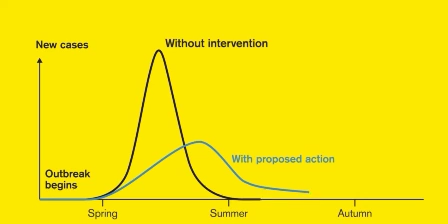 New cases
Without intervention
With proposed action
Outbreak
begins
Spring
Summer
Autumn